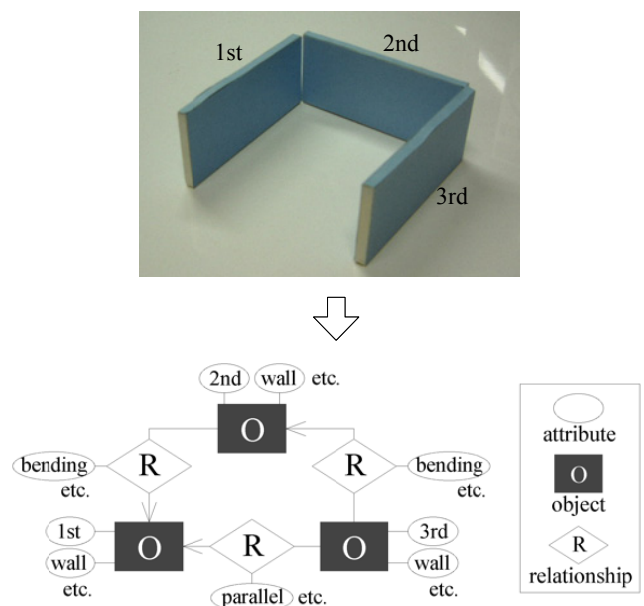 1st
2nd
3rd
2nd wall etc.
O
bending R R bending
etc. etc.
1st O R O 3rd
wall wall
etc. parallel etc. etc.
attribute
O
object
R
relationship